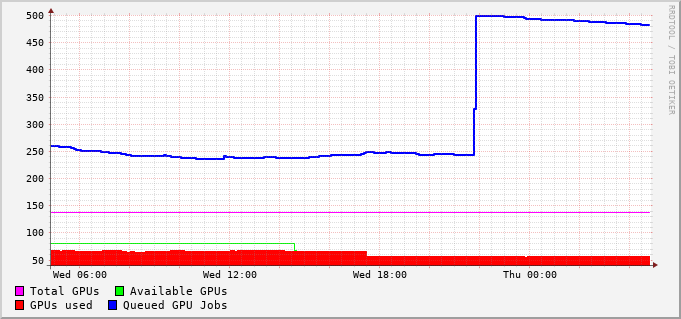 500
450
400
350
300
250
200
150
100
50
Wed 06:00 Wed 12:00 Wed 18:00 Thu 00:00
Total GPUs Available GPUs
GPUs used Queued GPU Jobs
RRDTOOL / TOBI OETIKER